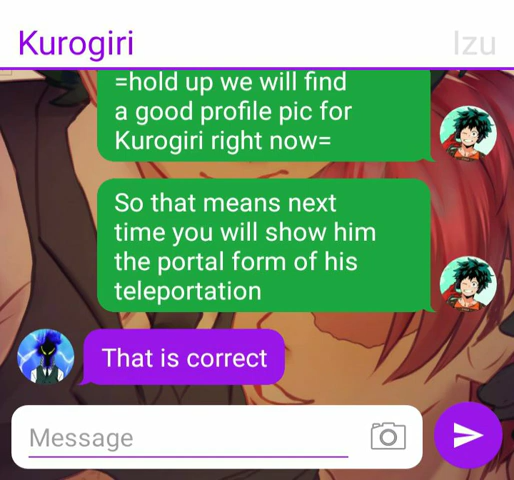 Kurogiri
Izu
=hold up we will find
a good profile pic for
Kurogiri right now=
So that means next
time you will show him
the portal form of his
teleportation
That is correct
Message